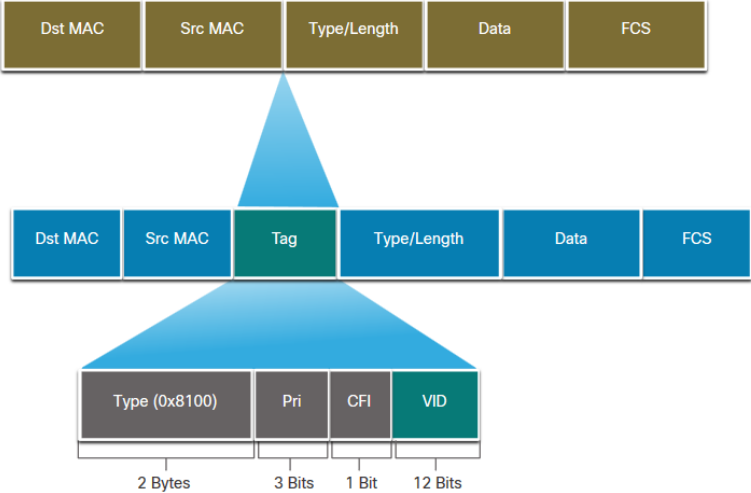 Dst MAC Src MAC Type/Length Data FCS
Dst MAC Src MAC Tag Type/Length Data FCS
Type (0x8100) Pri CFI VID
2 Bytes 3 Bits 1 Bit 12 Bits